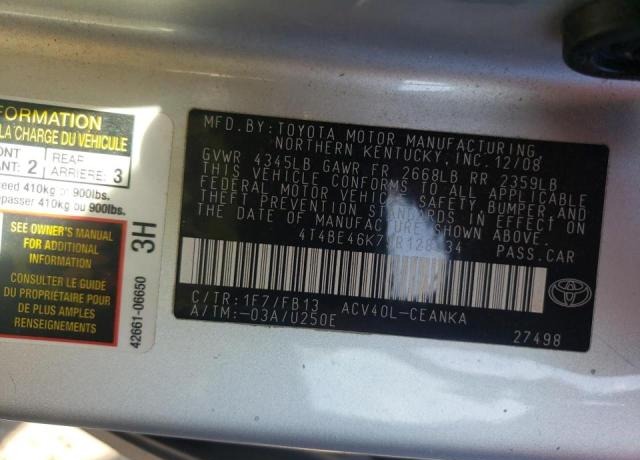 FORMATION
LA CHARGE DU VÉHICULE
ONT
ANT: 2
REAR
ARRIÈRE: 3
eed 410kg or 900lbs.
épasser 410kg ou 900lbs.
SEE OWNER'S MANUAL
FOR ADDITIONAL
INFORMATION
CONSULTER LE GUIDE
DU PROPRIÉTAIRE POUR
PLUS DE
RENSEIGNEMENTS
3H
42661-06650
MFD.BY:TOYOTA MOTOR MANUFACTURING
NORTHERN KENTUCKY,INC.12/08
GVWR 4345LB GAWR FR 2668LB RR 2359LB
THIS VEHICLE CONFORMS TO ALL APPLICABLE
FEDERAL MOTOR VEHICLE SAFETY,BUMPER,AND
THEFT PREVENTION STANDARDS IN EFFECT ON
THE DATE OF MANUFACTURE SHOWN ABOVE.
PASS.CAR
C/TR:1F7/FB13 ACV40L-CEANKA
A/TM:-03A/U250E
27498